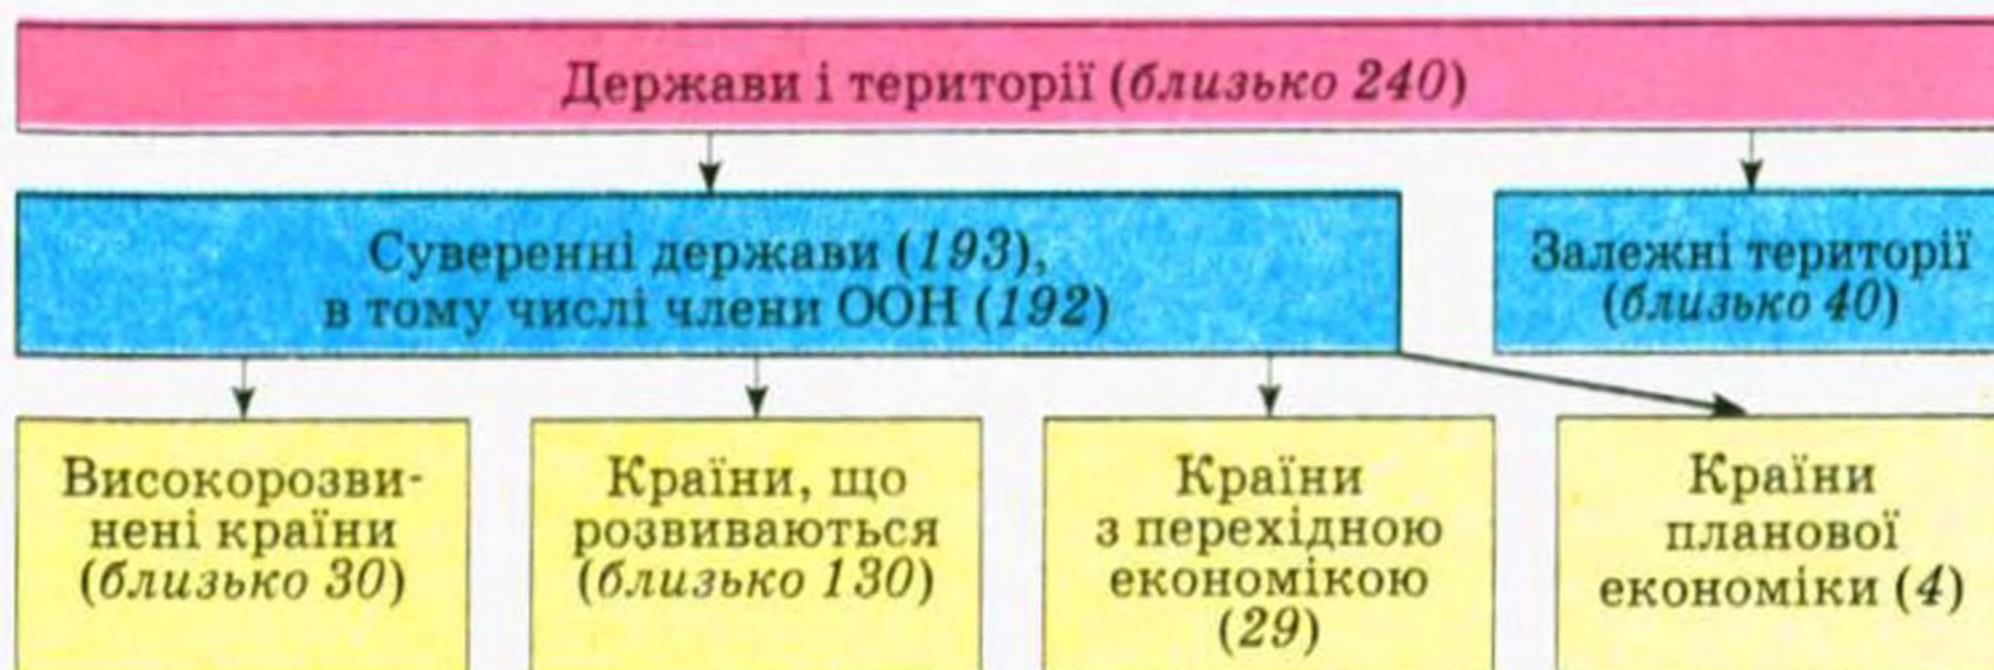 Держави і території (близько 240)
Суверенні держави (193),
в тому числі члени ООН (192)
Залежні території
(близько 40)
Високорозви-
нені країни
(близько 30)
Країни, що
розвиваються
(близько 130)
Країни
з перехідною
економікою
(29)
Країни
планової
економіки (4)